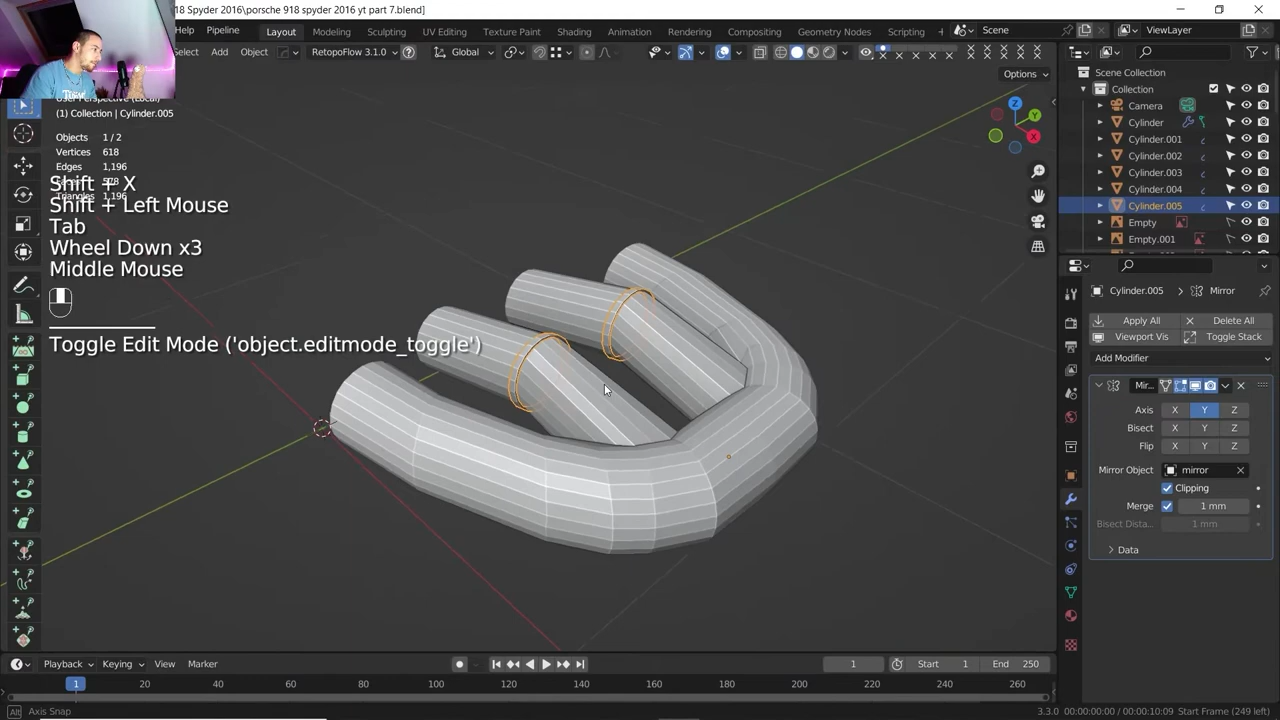 18 Spyder 2016\porsche 918 spyder 2016 yt part 7.blend]
Pipeline
Layout
Modeling
Sculpting
UV Editing
Texture Paint
Shading
Animation
Rendering
Compositing
Geometry Nodes
Scripting
Scene
ViewLayer
Add
Object
RetopoFlow 3.1.0
Global
Options
(1) Collection | Cylinder.005
Objects 1 / 2
Vertices 618
Edges 1,196
Triangles 1,196
Shift + X
Shift + Left Mouse
Tab
Wheel Down x3
Middle Mouse
Toggle Edit Mode ('object.editmode_toggle')
Z
Y
X
Scene Collection
Collection
Camera
Cylinder
Cylinder.001
Cylinder.002
Cylinder.003
Cylinder.004
Cylinder.005
Empty
Empty.001
Cylinder.005 > Mirror
Apply All
Delete All
Viewport Vis
Toggle Stack
Add Modifier
Mir...
Axis X Y Z
Bisect X Y Z
Flip X Y Z
Mirror Object mirror
Clipping
Merge 1 mm
Bisect Dista... 1 mm
Data
Playback
Keying
View
Marker
1
Start 1
End 250
1 20 40 60 80 100 120 140 160 180 200 220 240 260
Alt Axis Snap
3.3.0 00:00:00:00 / 00:00:10:09 Start Frame (249 left)